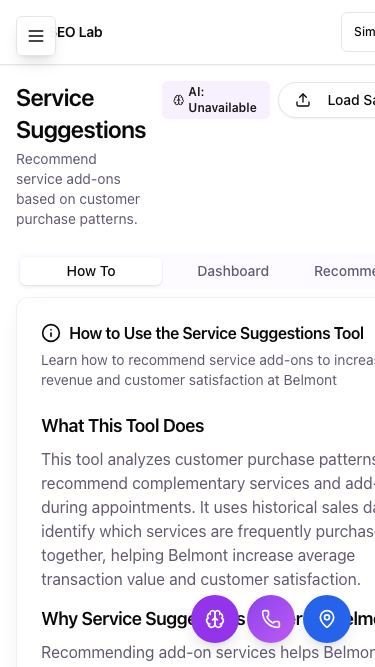 EO Lab
Sim
Service
Suggestions
AI:
Unavailable
Load Sa
Recommend
service add-ons
based on customer
purchase patterns.
How To
Dashboard
Recomme
How to Use the Service Suggestions Tool
Learn how to recommend service add-ons to increas
revenue and customer satisfaction at Belmont
What This Tool Does
This tool analyzes customer purchase patterns
recommend complementary services and add-
during appointments. It uses historical sales da
identify which services are frequently purchas
together, helping Belmont increase average
transaction value and customer satisfaction.
Why Service Sugge
Recommending add-on services helps Belmon